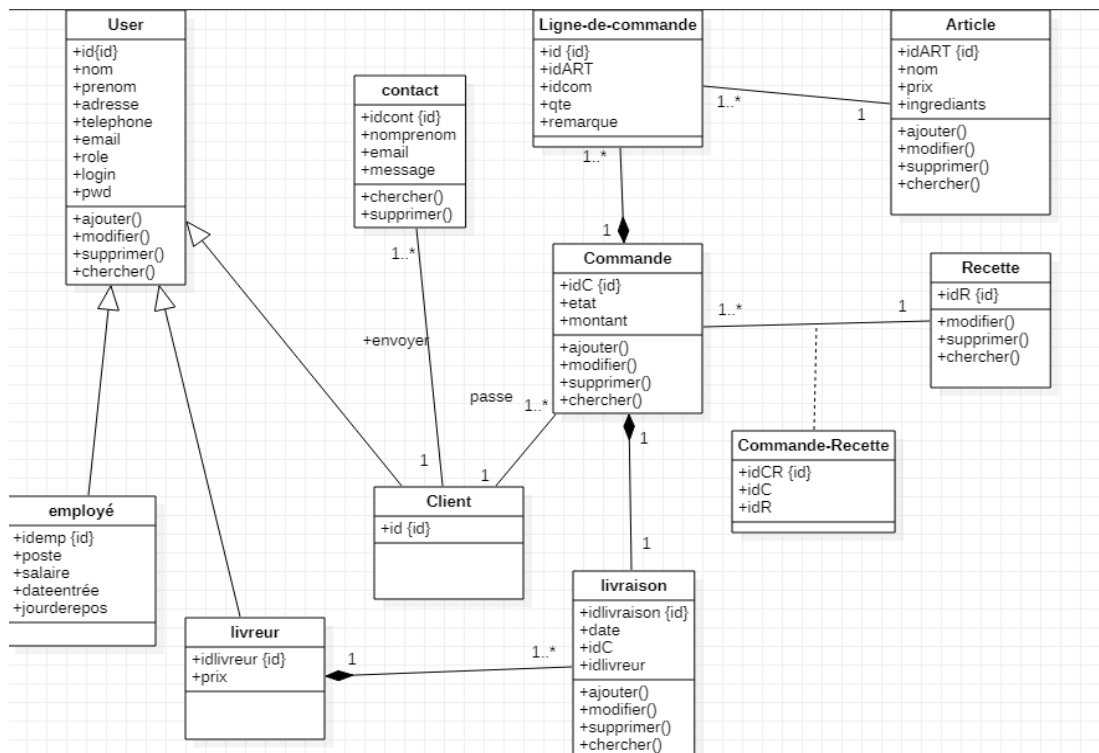 User
+id{id}
+nom
+prenom
+adresse
+telephone
+email
+role
+login
+pwd
+ajouter()
+modifier()
+supprimer()
+chercher()
contact
+idcont {id}
+nomprenom
+email
+message
+chercher()
+supprimer()
1..*
+envoyer
1
Ligne-de-commande
+id {id}
+idART
+idcom
+qte
+remarque
1..*
1
1..*
1
Article
+idART {id}
+nom
+prix
+ingrediants
+ajouter()
+modifier()
+supprimer()
+chercher()
Commande
+idC {id}
+etat
+montant
+ajouter()
+modifier()
+supprimer()
+chercher()
1..*
1
Recette
+idR {id}
+modifier()
+supprimer()
+chercher()
passe
1..*
1
1
1
Commande-Recette
+idCR {id}
+idC
+idR
employé
+idemp {id}
+poste
+salaire
+dateentrée
+jourderepos
Client
+id {id}
livreur
+idlivreur {id}
+prix
1
1..*
livraison
+idlivraison {id}
+date
+idC
+idlivreur
+ajouter()
+modifier()
+supprimer()
+chercher()